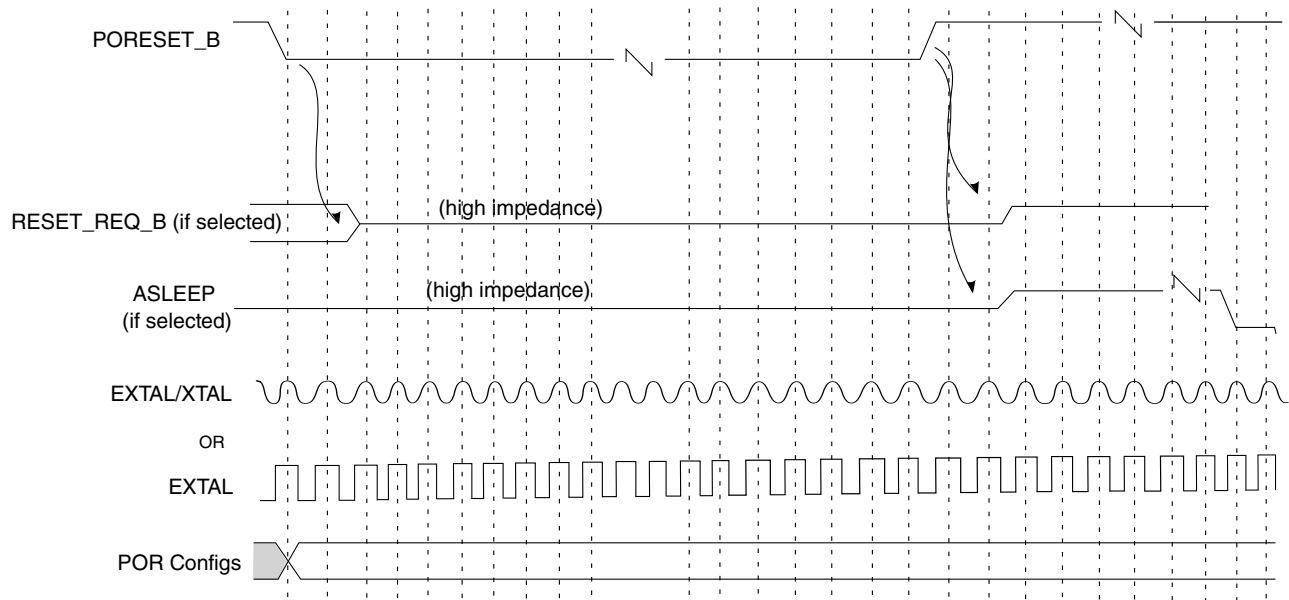 PORESET_B
RESET_REQ_B (if selected)
(high impedance)
ASLEEP
(if selected)
(high impedance)
EXTAL/XTAL
OR
EXTAL
POR Configs